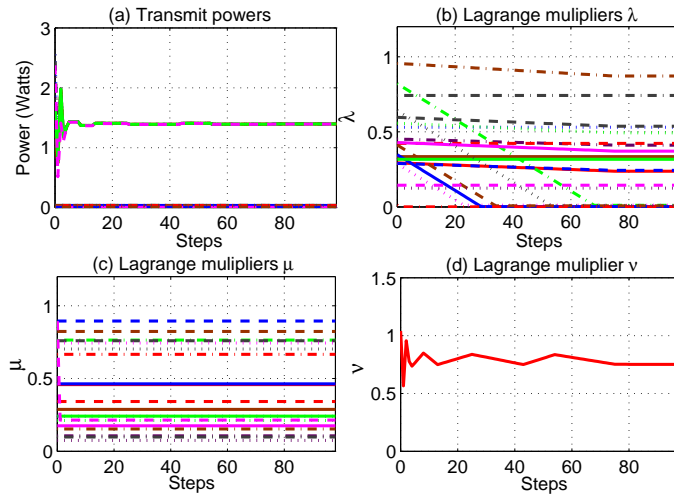 (a) Transmit powers
Power (Watts)
3
2
1
0
0 20 40 60 80
Steps
(b) Lagrange mulipliers λ
λ
1
0.5
0
0 20 40 60 80
Steps
(c) Lagrange mulipliers μ
μ
1
0.5
0
0 20 40 60 80
Steps
(d) Lagrange muliplier ν
ν
1.5
1
0.5
0
0 20 40 60 80
Steps